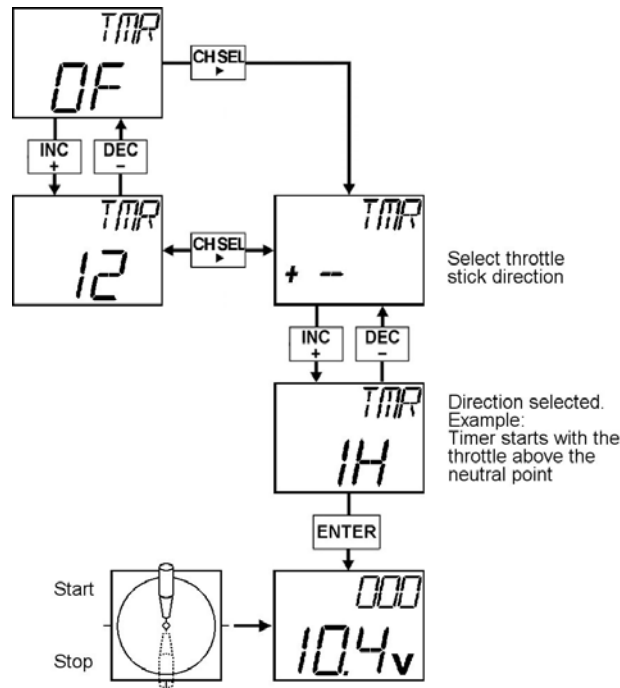 TMR
OF
CH SEL
INC
+
DEC
−
TMR
12
CH SEL
TMR
+ --
Select throttle
stick direction
INC
+
DEC
−
TMR
1H
Direction selected.
Example:
Timer starts with the
throttle above the
neutral point
ENTER
Start
Stop
000
10.4v